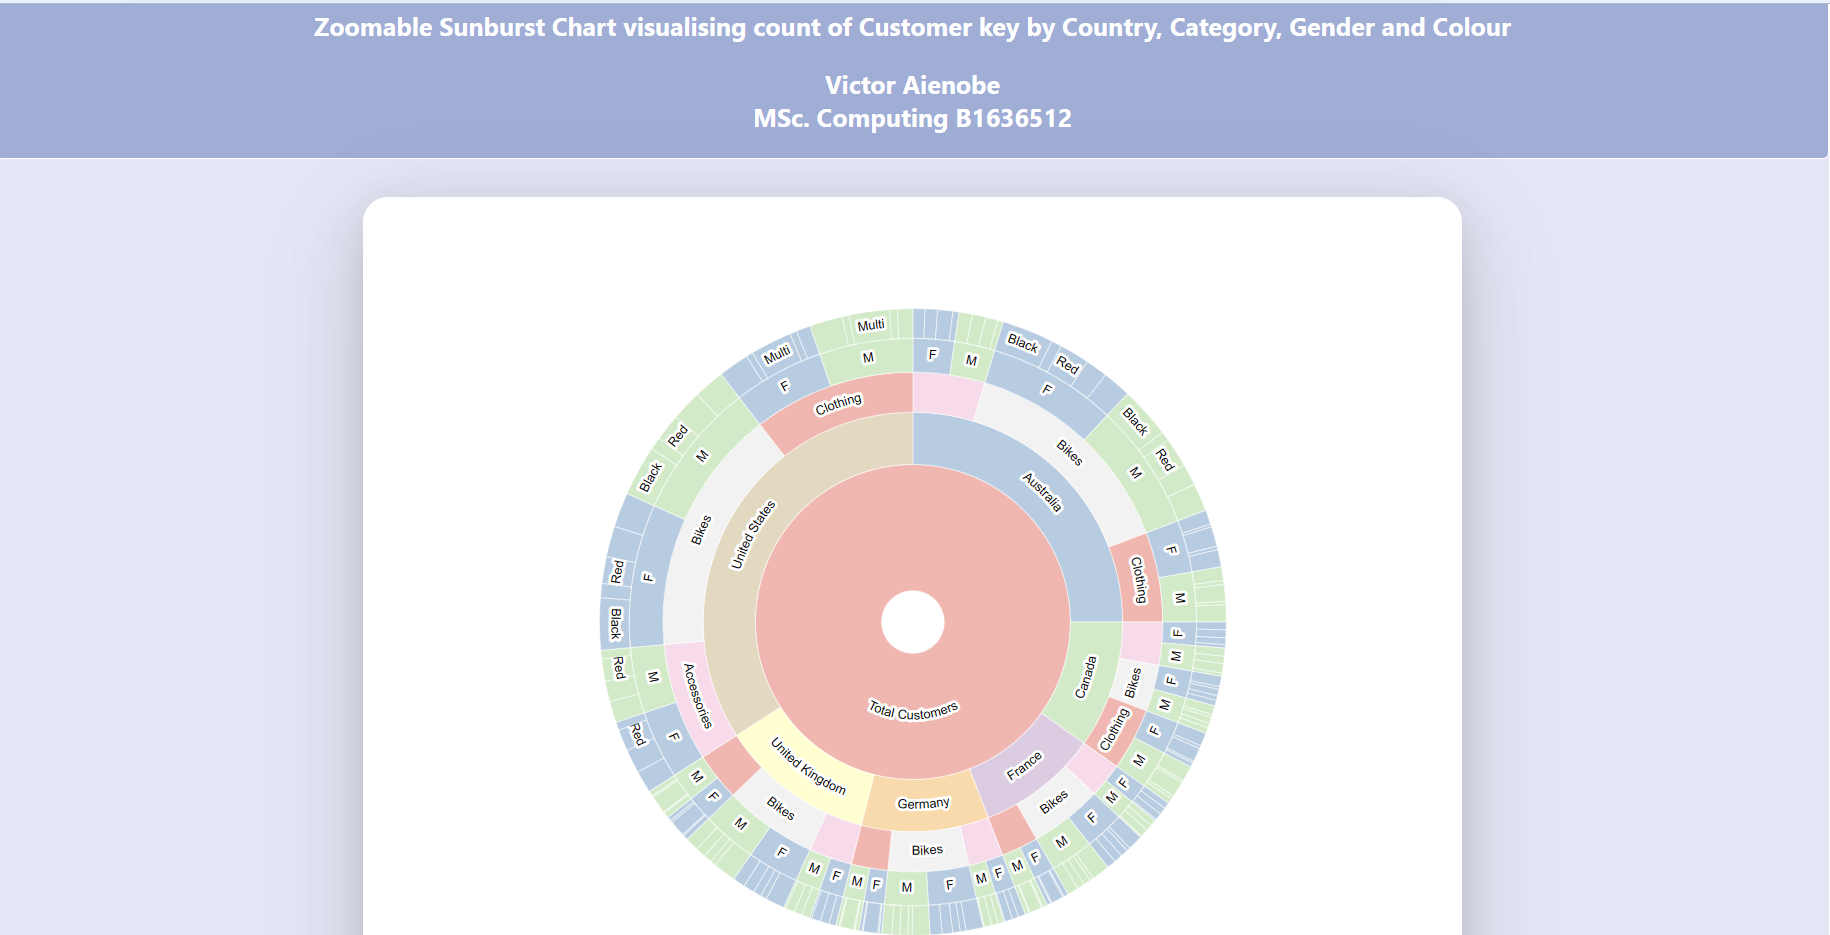 Zoomable Sunburst Chart visualising count of Customer key by Country, Category, Gender and Colour
Victor Aienobe
MSc. Computing B1636512
Total Customers
Australia
Canada
France
Germany
United Kingdom
United States
Bikes
Clothing
Bikes
Clothing
Bikes
Bikes
Bikes
Accessories
Bikes
Clothing
F
M
F
M
F
M
F
M
F
M
F
M
F
M
F
M
F
M
F
M
F
M
F
M
F
M
F
M
F
M
F
M
F
M
F
M
Black
Red
Black
Red
Red
Red
Black
Red
Black
Red
Multi
Multi